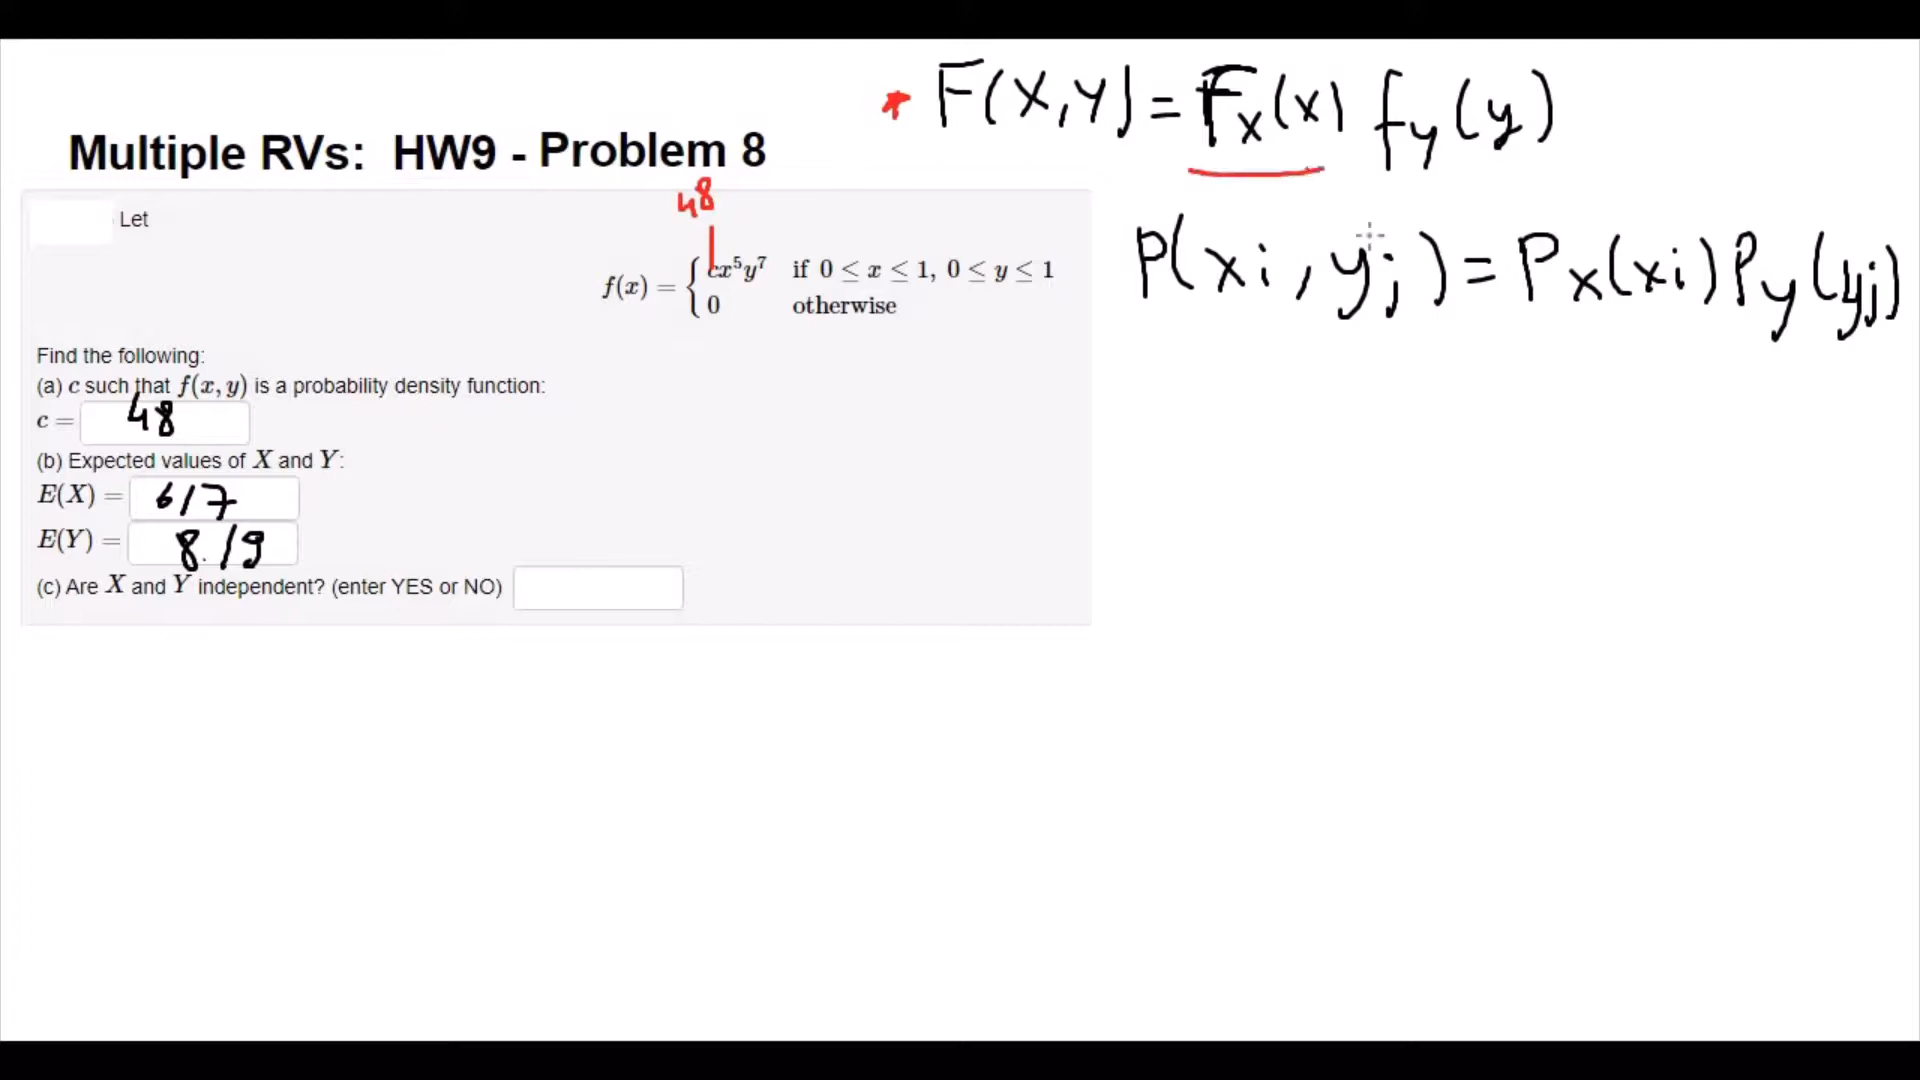 * F(X,Y) = Fx(x) fy(y)
Multiple RVs: HW9 - Problem 8
48
Let
P(xi, yj) = Px(xi) Py(yj)
f(x) = { cx⁵y⁷ if 0 ≤ x ≤ 1, 0 ≤ y ≤ 1
0 otherwise
Find the following:
(a) c such that f(x, y) is a probability density function:
c = 48
(b) Expected values of X and Y:
E(X) = 6/7
E(Y) = 8/9
(c) Are X and Y independent? (enter YES or NO)